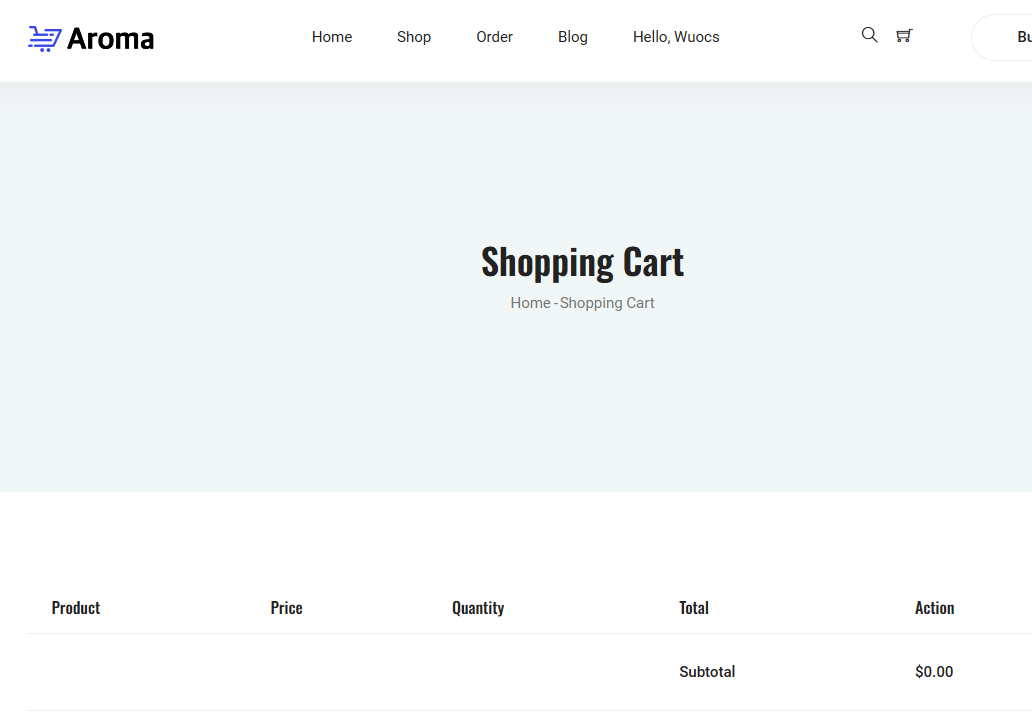 Aroma Home Shop Order Blog Hello, Wuocs Bu
Shopping Cart
Home - Shopping Cart
Product Price Quantity Total Action
Subtotal $0.00